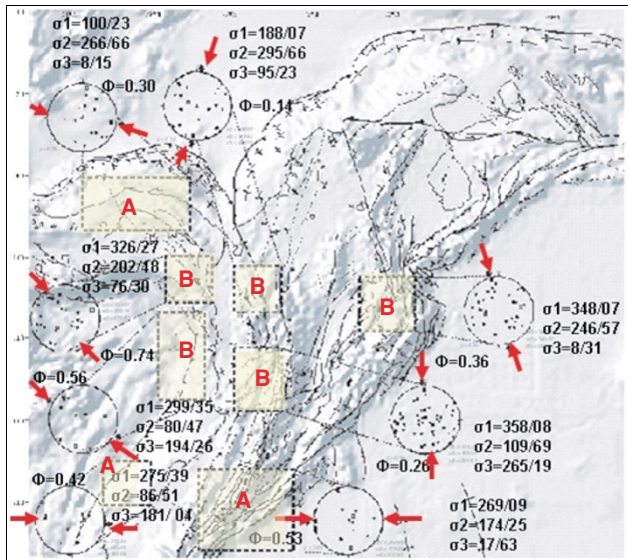 σ1=100/23
σ2=266/66
σ3=8/15
Φ=0.30
σ1=188/07
σ2=295/66
σ3=95/23
Φ=0.14
A
σ1=326/27
σ2=202/48
σ3=76/30
B
B
B
σ1=348/07
σ2=246/57
σ3=8/31
Φ=0.74
B
B
Φ=0.36
Φ=0.56
σ1=299/35
σ2=80/47
σ3=194/26
σ1=358/08
σ2=109/69
σ3=265/19
Φ=0.26
Φ=0.42
A
σ1=275/39
σ2=86/51
σ3=181/ 04
A
Φ=0.53
σ1=269/09
σ2=174/25
σ3=17/63